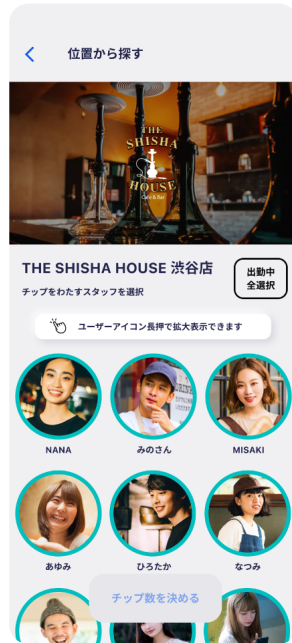 位置から探す
THE
SHISHA
HOUSE
Cafe & Bar
THE SHISHA HOUSE 渋谷店
出勤中
全選択
チップをわたすスタッフを選択
ユーザーアイコン長押で拡大表示できます
NANA
みのさん
MISAKI
あゆみ
ひろたか
なつみ
チップ数を決める